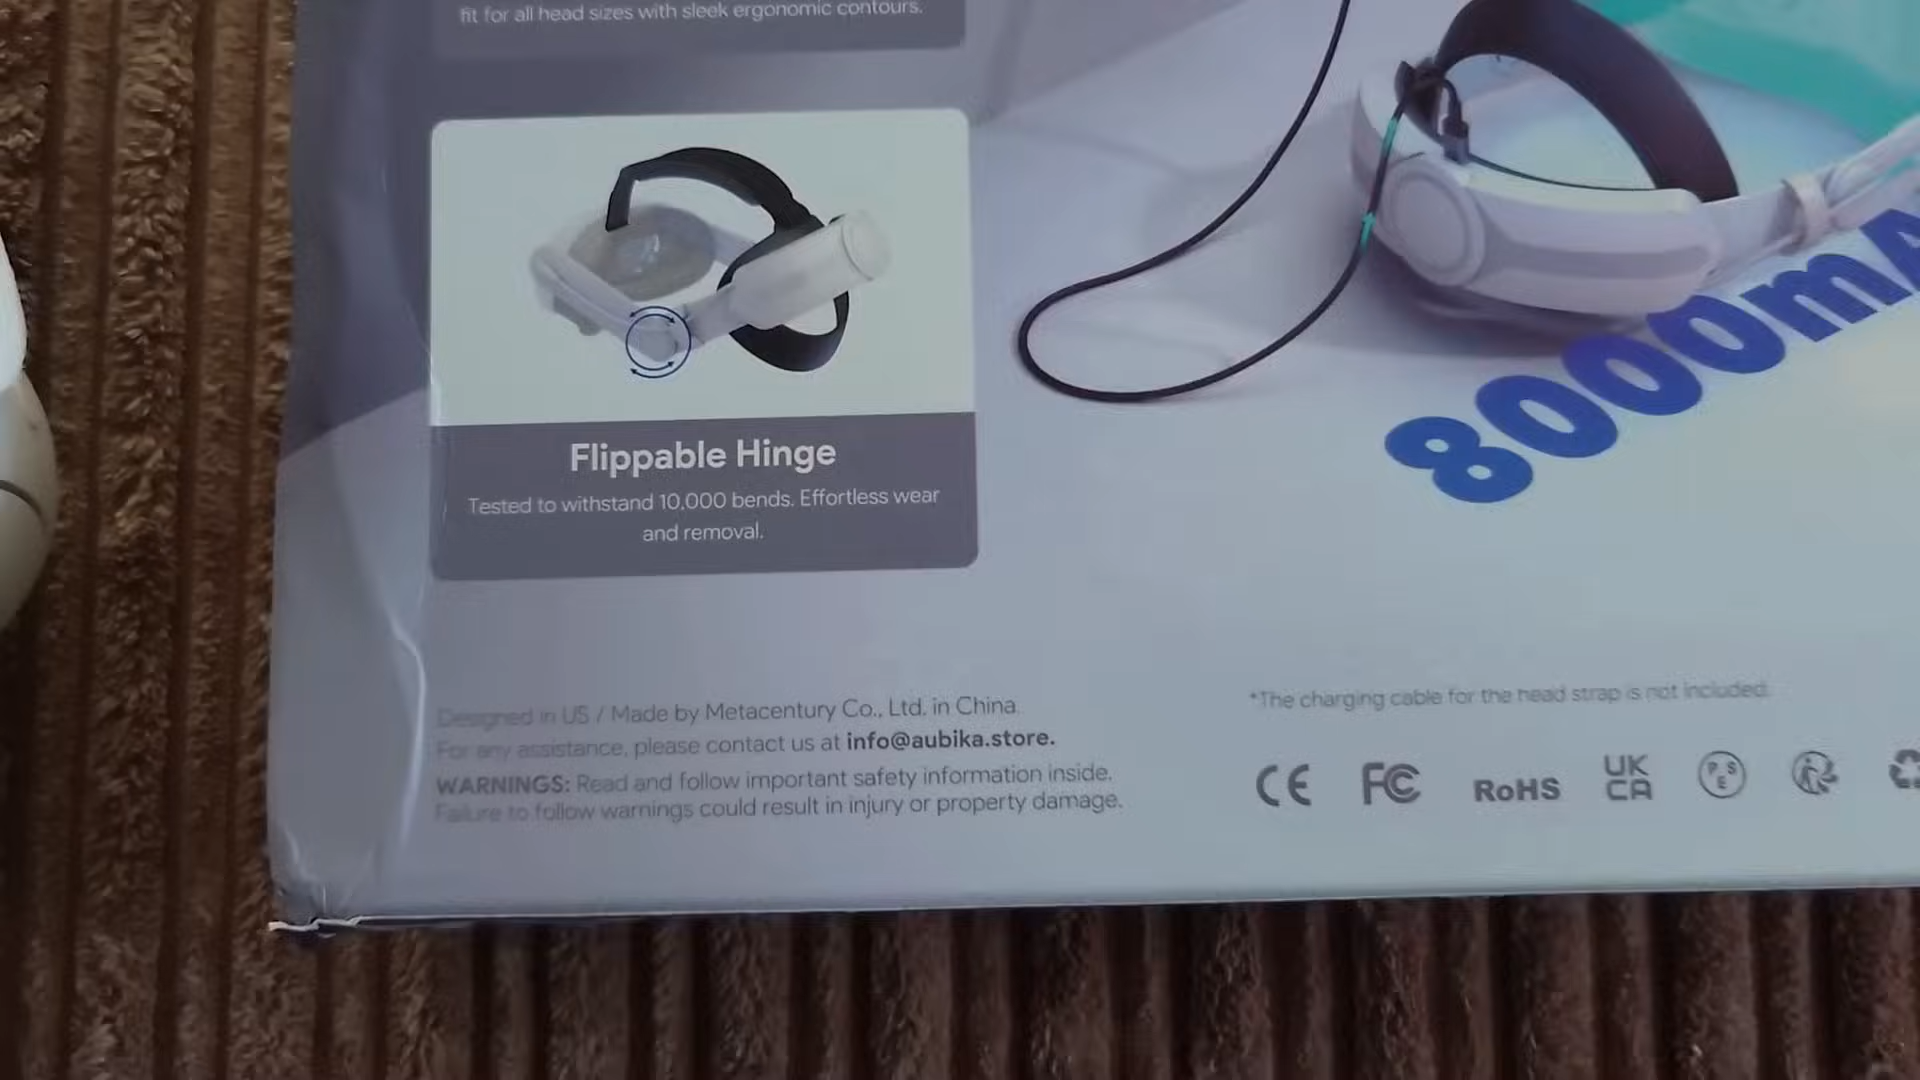 fit for all head sizes with sleek ergonomic contours.
Flippable Hinge
Tested to withstand 10,000 bends. Effortless wear
and removal.
8000mA
Designed in US / Made by Metacentury Co., Ltd. in China.
For any assistance, please contact us at info@aubika.store.
WARNINGS: Read and follow important safety information inside.
Failure to follow warnings could result in injury or property damage.
*The charging cable for the head strap is not included.
CE FC RoHS UK
CA PSE